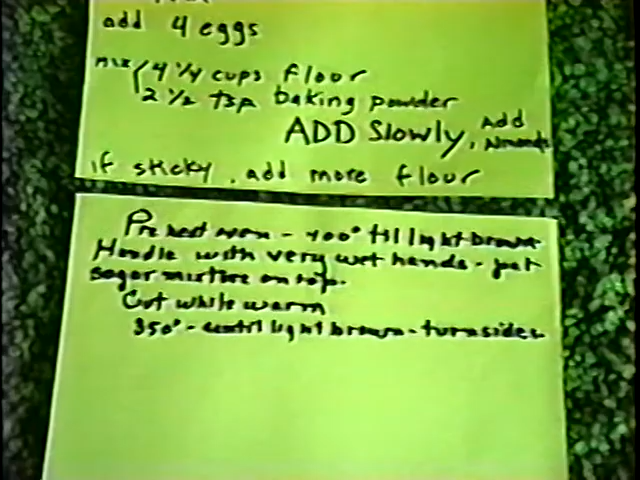 add 4 eggs
mix 4 1/4 cups floor
2 1/2 tsp baking powder
ADD Slowly, Add Almonds
if sticky, add more flour
Preheat oven - 400° till light brown
Handle with very wet hands - put
sugar mixture on top.
Cut while warm
350° - until light brown - turn sides